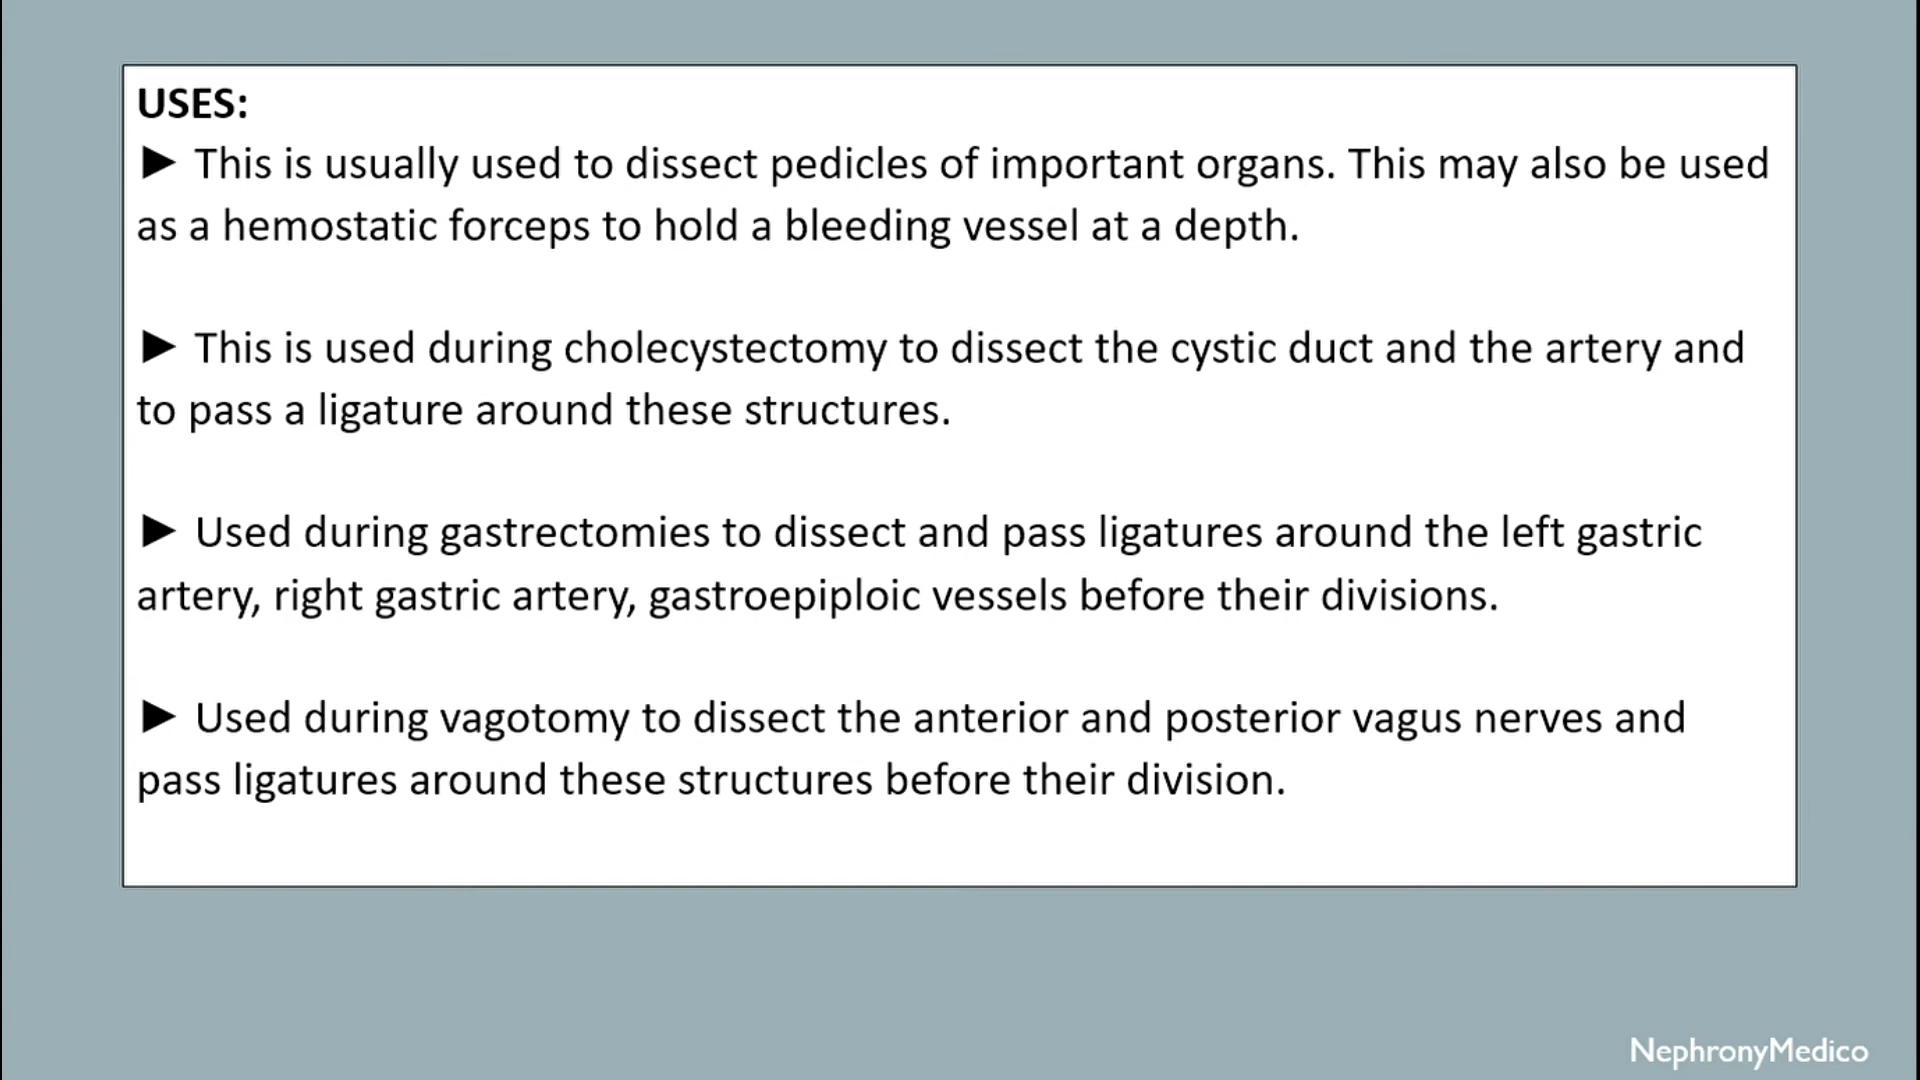 USES:
► This is usually used to dissect pedicles of important organs. This may also be used
as a hemostatic forceps to hold a bleeding vessel at a depth.
► This is used during cholecystectomy to dissect the cystic duct and the artery and
to pass a ligature around these structures.
► Used during gastrectomies to dissect and pass ligatures around the left gastric
artery, right gastric artery, gastroepiploic vessels before their divisions.
► Used during vagotomy to dissect the anterior and posterior vagus nerves and
pass ligatures around these structures before their division.
NephronyMedico